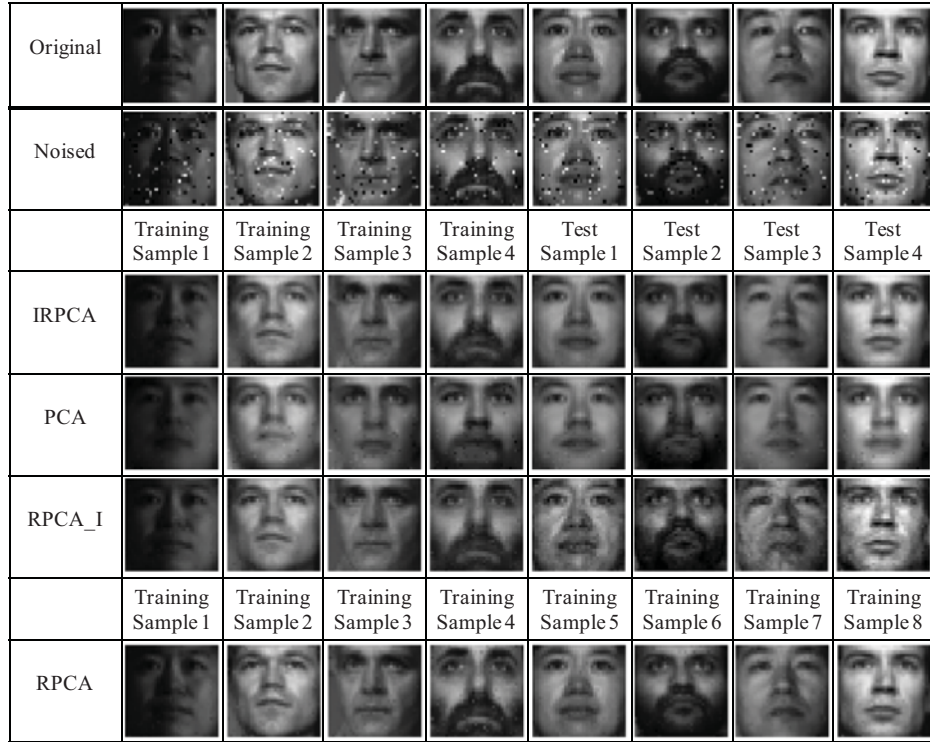 Original
Noised
Training Training Training Training Test Test Test Test
Sample 1 Sample 2 Sample 3 Sample 4 Sample 1 Sample 2 Sample 3 Sample 4
IRPCA
PCA
RPCA_I
Training Training Training Training Training Training Training Training
Sample 1 Sample 2 Sample 3 Sample 4 Sample 5 Sample 6 Sample 7 Sample 8
RPCA